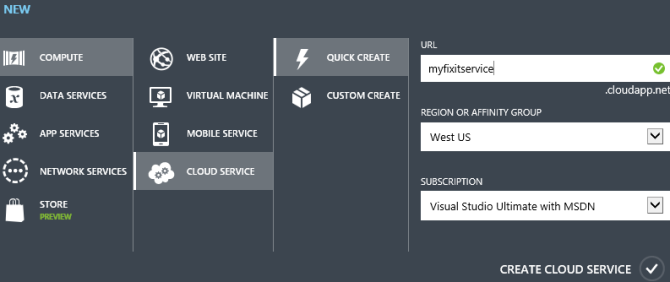 NEW
COMPUTE
DATA SERVICES
APP SERVICES
NETWORK SERVICES
STORE
PREVIEW
WEB SITE
VIRTUAL MACHINE
MOBILE SERVICE
CLOUD SERVICE
QUICK CREATE
CUSTOM CREATE
URL
myfixitservice
.cloudapp.net
REGION OR AFFINITY GROUP
West US
SUBSCRIPTION
Visual Studio Ultimate with MSDN
CREATE CLOUD SERVICE